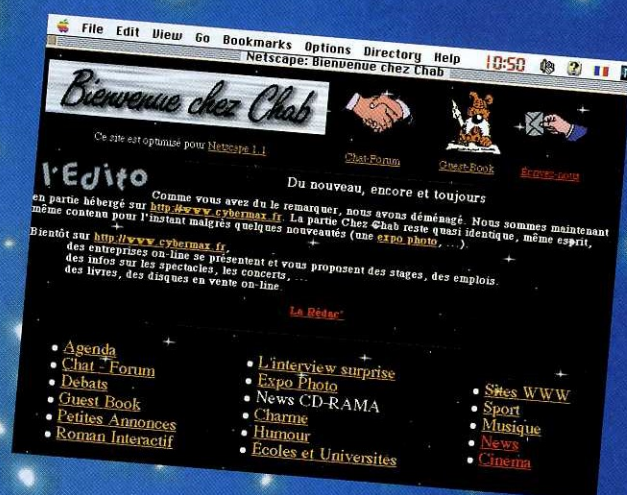 File Edit View Go Bookmarks Options Directory Help 10:50
Netscape: Bienvenue chez Chab
Bienvenue chez Chab
Ce site est optimisé pour Netscape 1.1
Chat-Forum
Guest-Book
Écrivez-nous
l'Edito
Du nouveau, encore et toujours
Comme vous avez du le remarquer, nous avons déménagé. Nous sommes maintenant
en partie hébergé sur http://www.cybermax.fr. La partie Chez Chab reste quasi identique, même esprit,
même contenu pour l'instant malgrés quelques nouveautés (une expo photo, ...).
Bientôt sur http://www.cybermax.fr,
des entreprises on-line se présentent et vous proposent des stages, des emplois.
des infos sur les spectacles, les concerts, ...
des livres, des disques en vente on-line.
La Rédac'
• Agenda
• Chat - Forum
• Debats
• Guest Book
• Petites Annonces
• Roman Interactif
• L'interview surprise
• Expo Photo
• News CD-RAMA
• Charme
• Humour
• Ecoles et Universites
• Sites WWW
• Sport
• Musique
• News
• Cinema